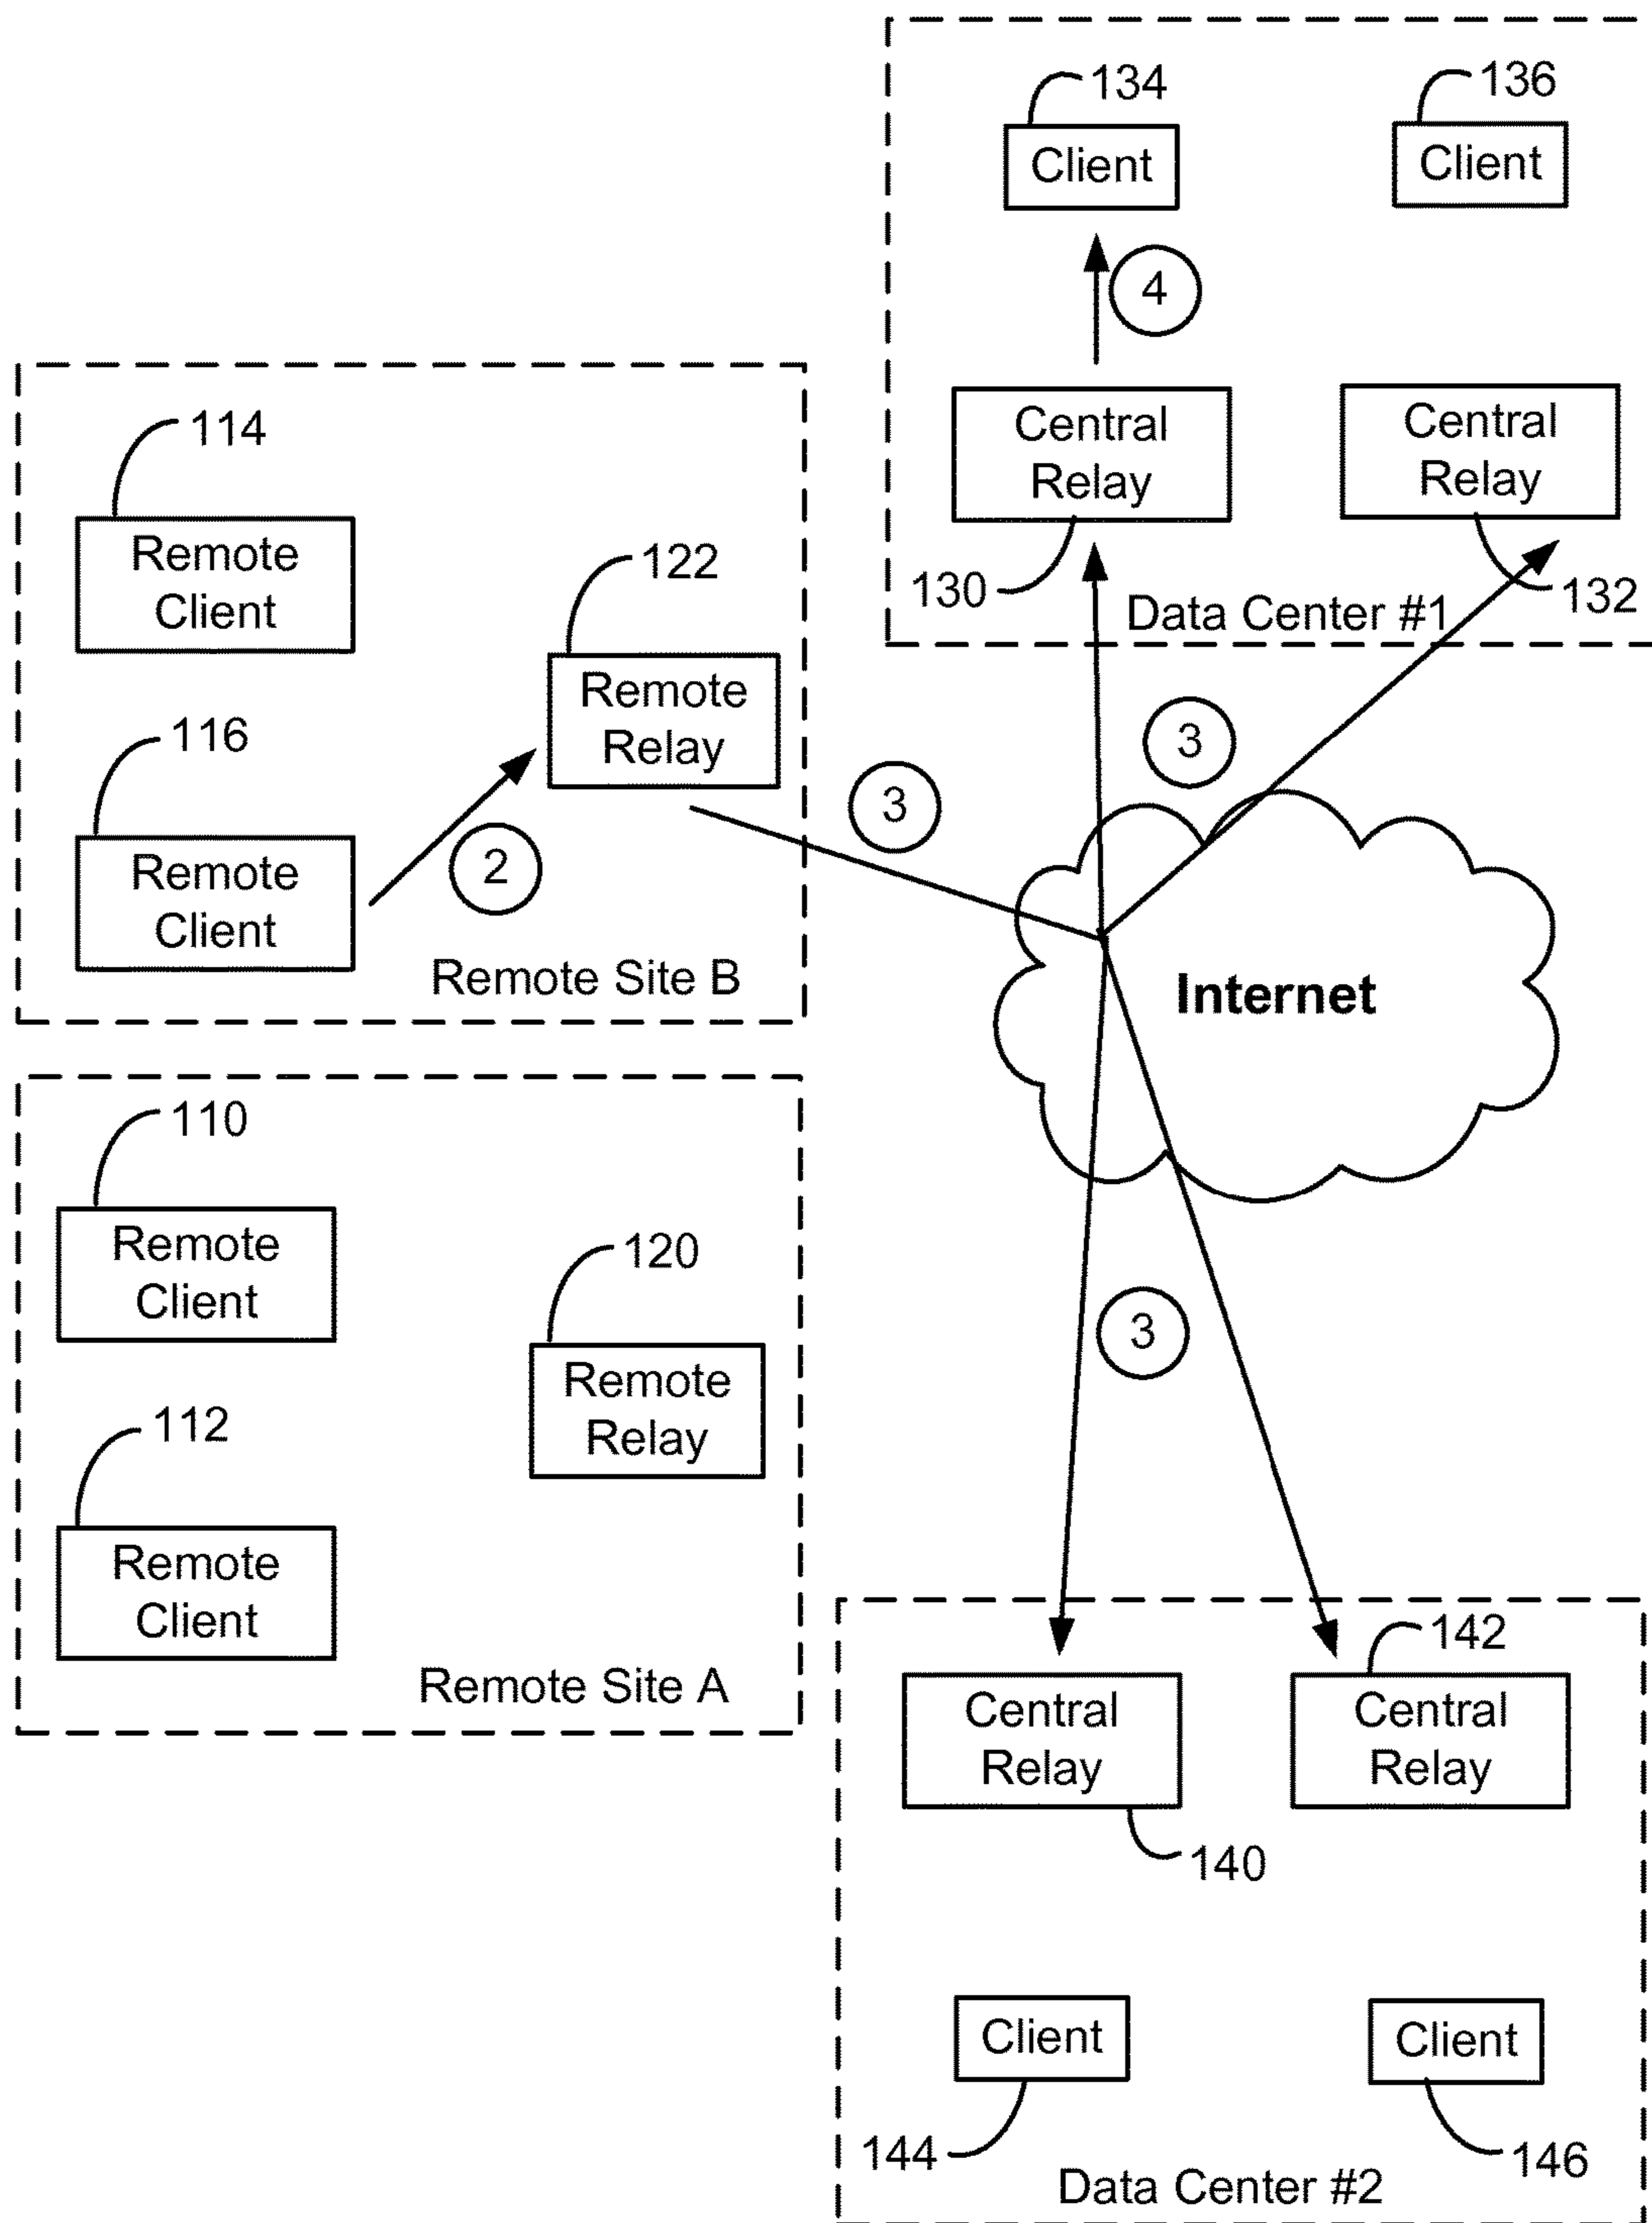 134
136
Client
Client
4
Central
Relay
Central
Relay
130
132
Data Center #1
114
Remote
Client
122
Remote
Relay
116
Remote
Client
2
Remote Site B
3
3
Internet
110
Remote
Client
120
Remote
Relay
112
Remote
Client
Remote Site A
3
142
Central
Relay
Central
Relay
140
Client
Client
144
146
Data Center #2